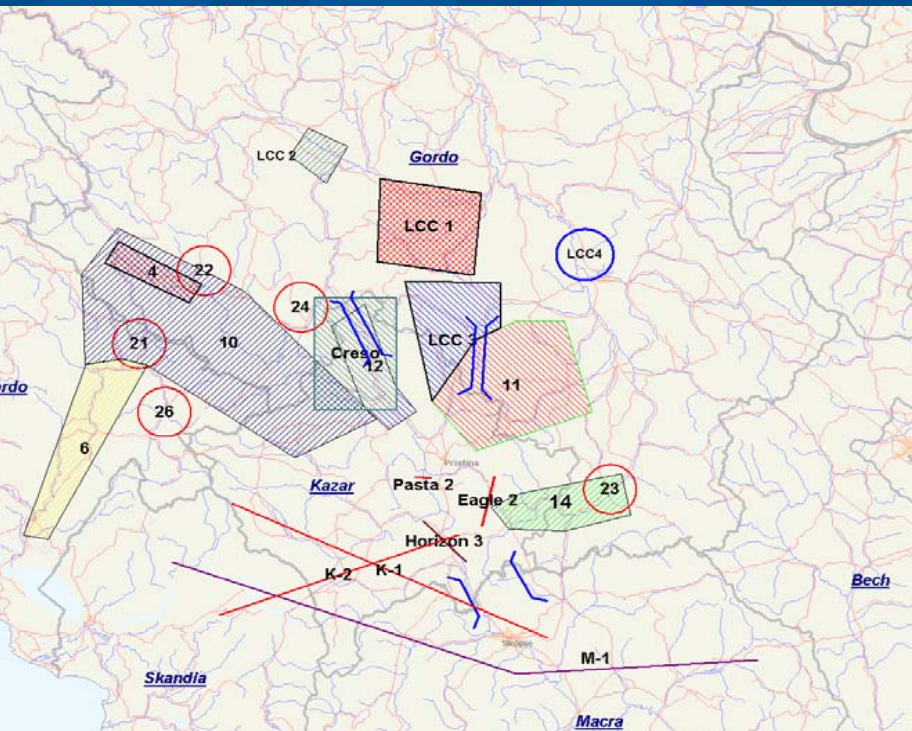 LCC 2
Gordo
LCC 1
LCC4
4
22
24
21
10
LCC 3
Creso
12
11
rdo
26
6
Pristina
Kazar
Pasta 2
Eagle 2
14
23
Horizon 3
K-2
K-1
Bech
Skopje
M-1
Skandia
Macra